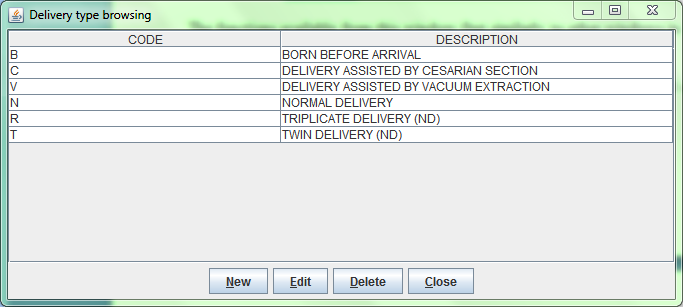 Delivery type browsing
CODE DESCRIPTION
B BORN BEFORE ARRIVAL
C DELIVERY ASSISTED BY CESARIAN SECTION
V DELIVERY ASSISTED BY VACUUM EXTRACTION
N NORMAL DELIVERY
R TRIPLICATE DELIVERY (ND)
T TWIN DELIVERY (ND)
New Edit Delete Close